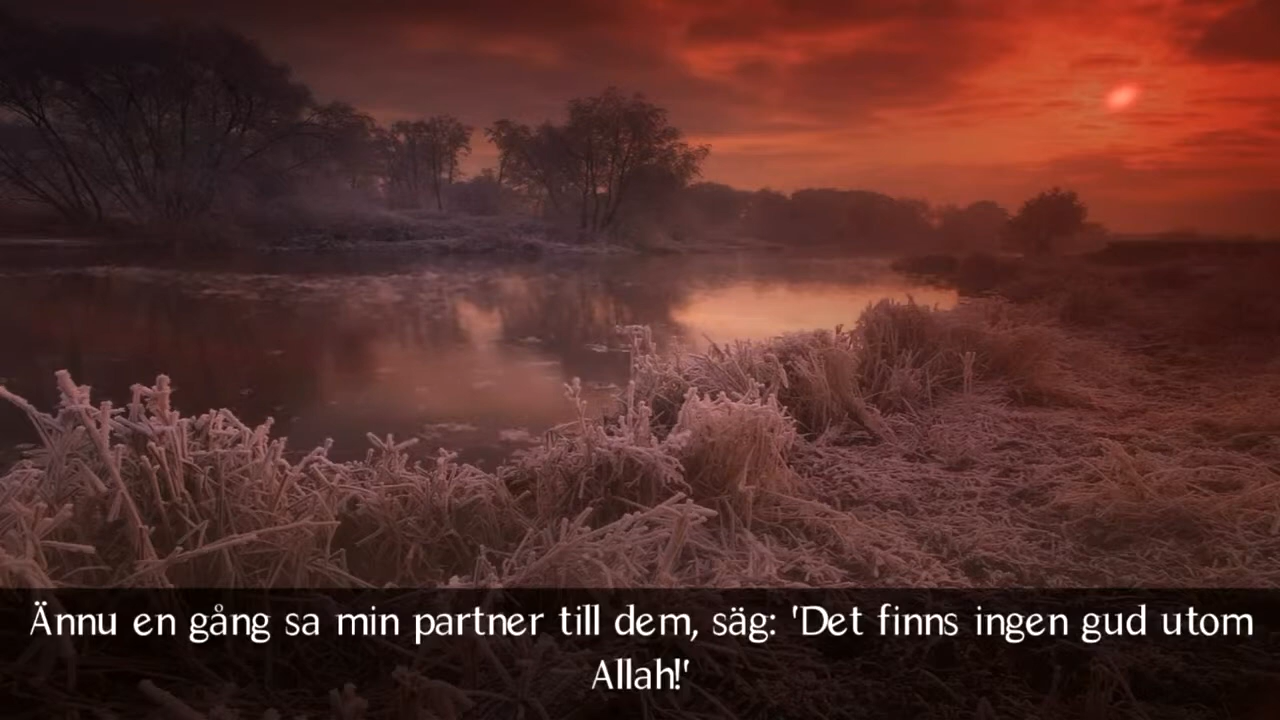 Ännu en gång sa min partner till dem, säg: 'Det finns ingen gud utom
Allah!'